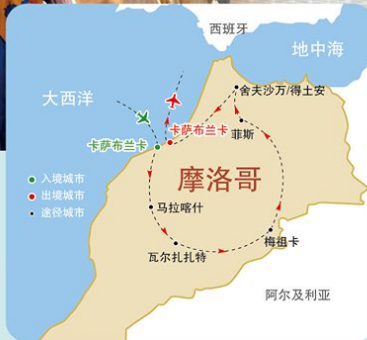 西班牙
地中海
大西洋
舍夫沙万/得土安
卡萨布兰卡
菲斯
卡萨布兰卡
摩洛哥
入境城市
出境城市
途径城市
马拉喀什
梅祖卡
瓦尔扎扎特
阿尔及利亚